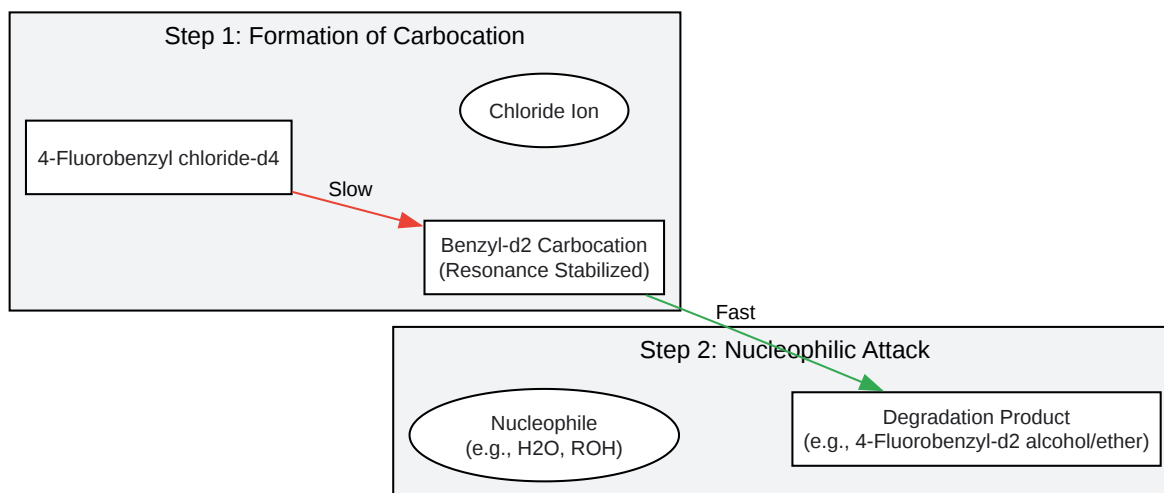 Step 1: Formation of Carbocation
Chloride Ion
4-Fluorobenzyl chloride-d4
Slow
Benzyl-d2 Carbocation
(Resonance Stabilized)
Fast
Step 2: Nucleophilic Attack
Nucleophile
(e.g., H2O, ROH)
Degradation Product
(e.g., 4-Fluorobenzyl-d2 alcohol/ether)